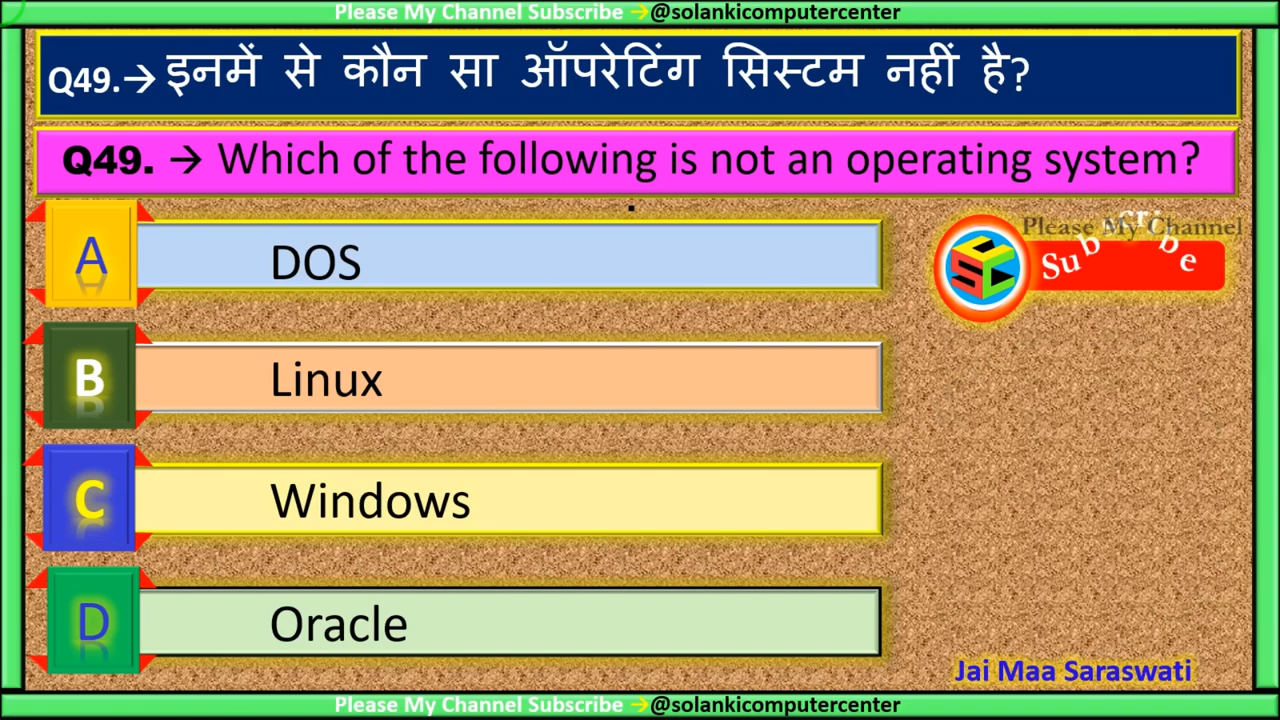 Please My Channel Subscribe →@solankicomputercenter
Q49.→ इनमें से कौन सा ऑपरेटिंग सिस्टम नहीं है?
Q49. → Which of the following is not an operating system?
A DOS
Please My Channel
Subscribe
SCC
B Linux
C Windows
D Oracle
Jai Maa Saraswati
Please My Channel Subscribe →@solankicomputercenter